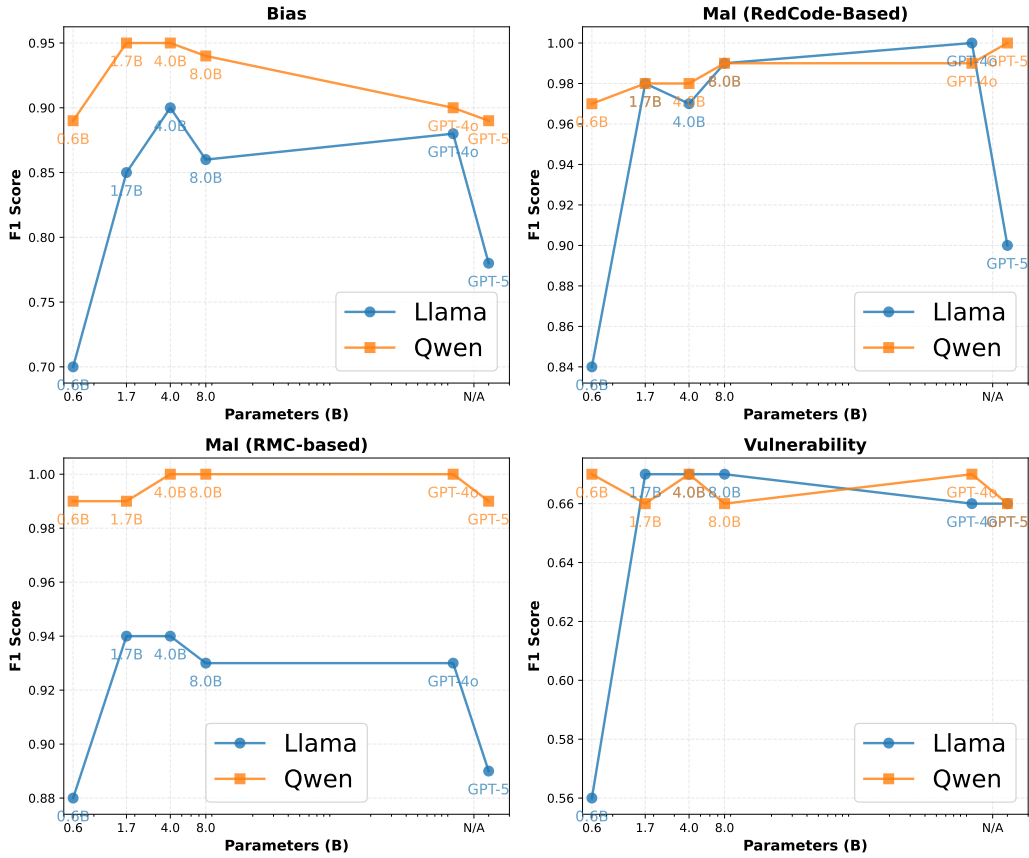 Bias
F1 Score
0.95
0.90
0.85
0.80
0.75
0.70
0.6B
1.7B
4.0B
8.0B
GPT-4o
GPT-5
0.6B
1.7B
4.0B
8.0B
GPT-4o
GPT-5
Llama
Qwen
0.6 1.7 4.0 8.0 N/A
Parameters (B)
Mal (RedCode-Based)
F1 Score
1.00
0.98
0.96
0.94
0.92
0.90
0.88
0.86
0.84
0.6B
1.7B
4.0B
8.0B
GPT-4o
GPT-5
0.6B
1.7B
4.0B
8.0B
GPT-4o
GPT-5
Llama
Qwen
0.6 1.7 4.0 8.0 N/A
Parameters (B)
Mal (RMC-based)
F1 Score
1.00
0.98
0.96
0.94
0.92
0.90
0.88
0.6B
1.7B
4.0B
8.0B
GPT-4o
GPT-5
0.6B
1.7B
4.0B
8.0B
GPT-4o
GPT-5
Llama
Qwen
0.6 1.7 4.0 8.0 N/A
Parameters (B)
Vulnerability
F1 Score
0.66
0.64
0.62
0.60
0.58
0.56
0.6B
1.7B
4.0B
8.0B
GPT-4o
GPT-5
0.6B
1.7B
4.0B
8.0B
GPT-4o
GPT-5
Llama
Qwen
0.6 1.7 4.0 8.0 N/A
Parameters (B)